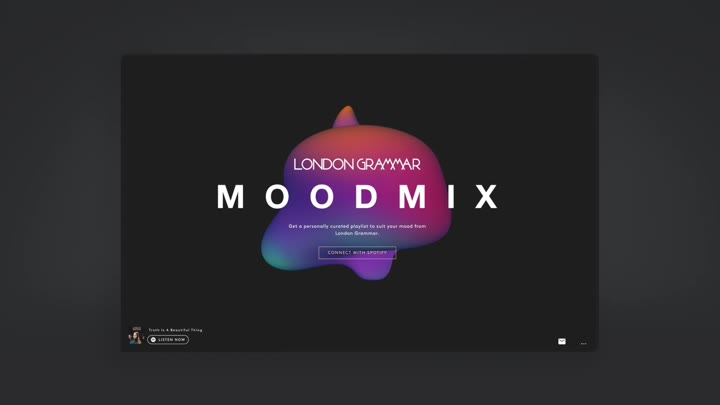 LONDON GRAMMAR
MOODMIX
Get a personally curated playlist to suit your mood from
London Grammar.
CONNECT WITH SPOTIFY
Truth Is A Beautiful Thing
LISTEN NOW